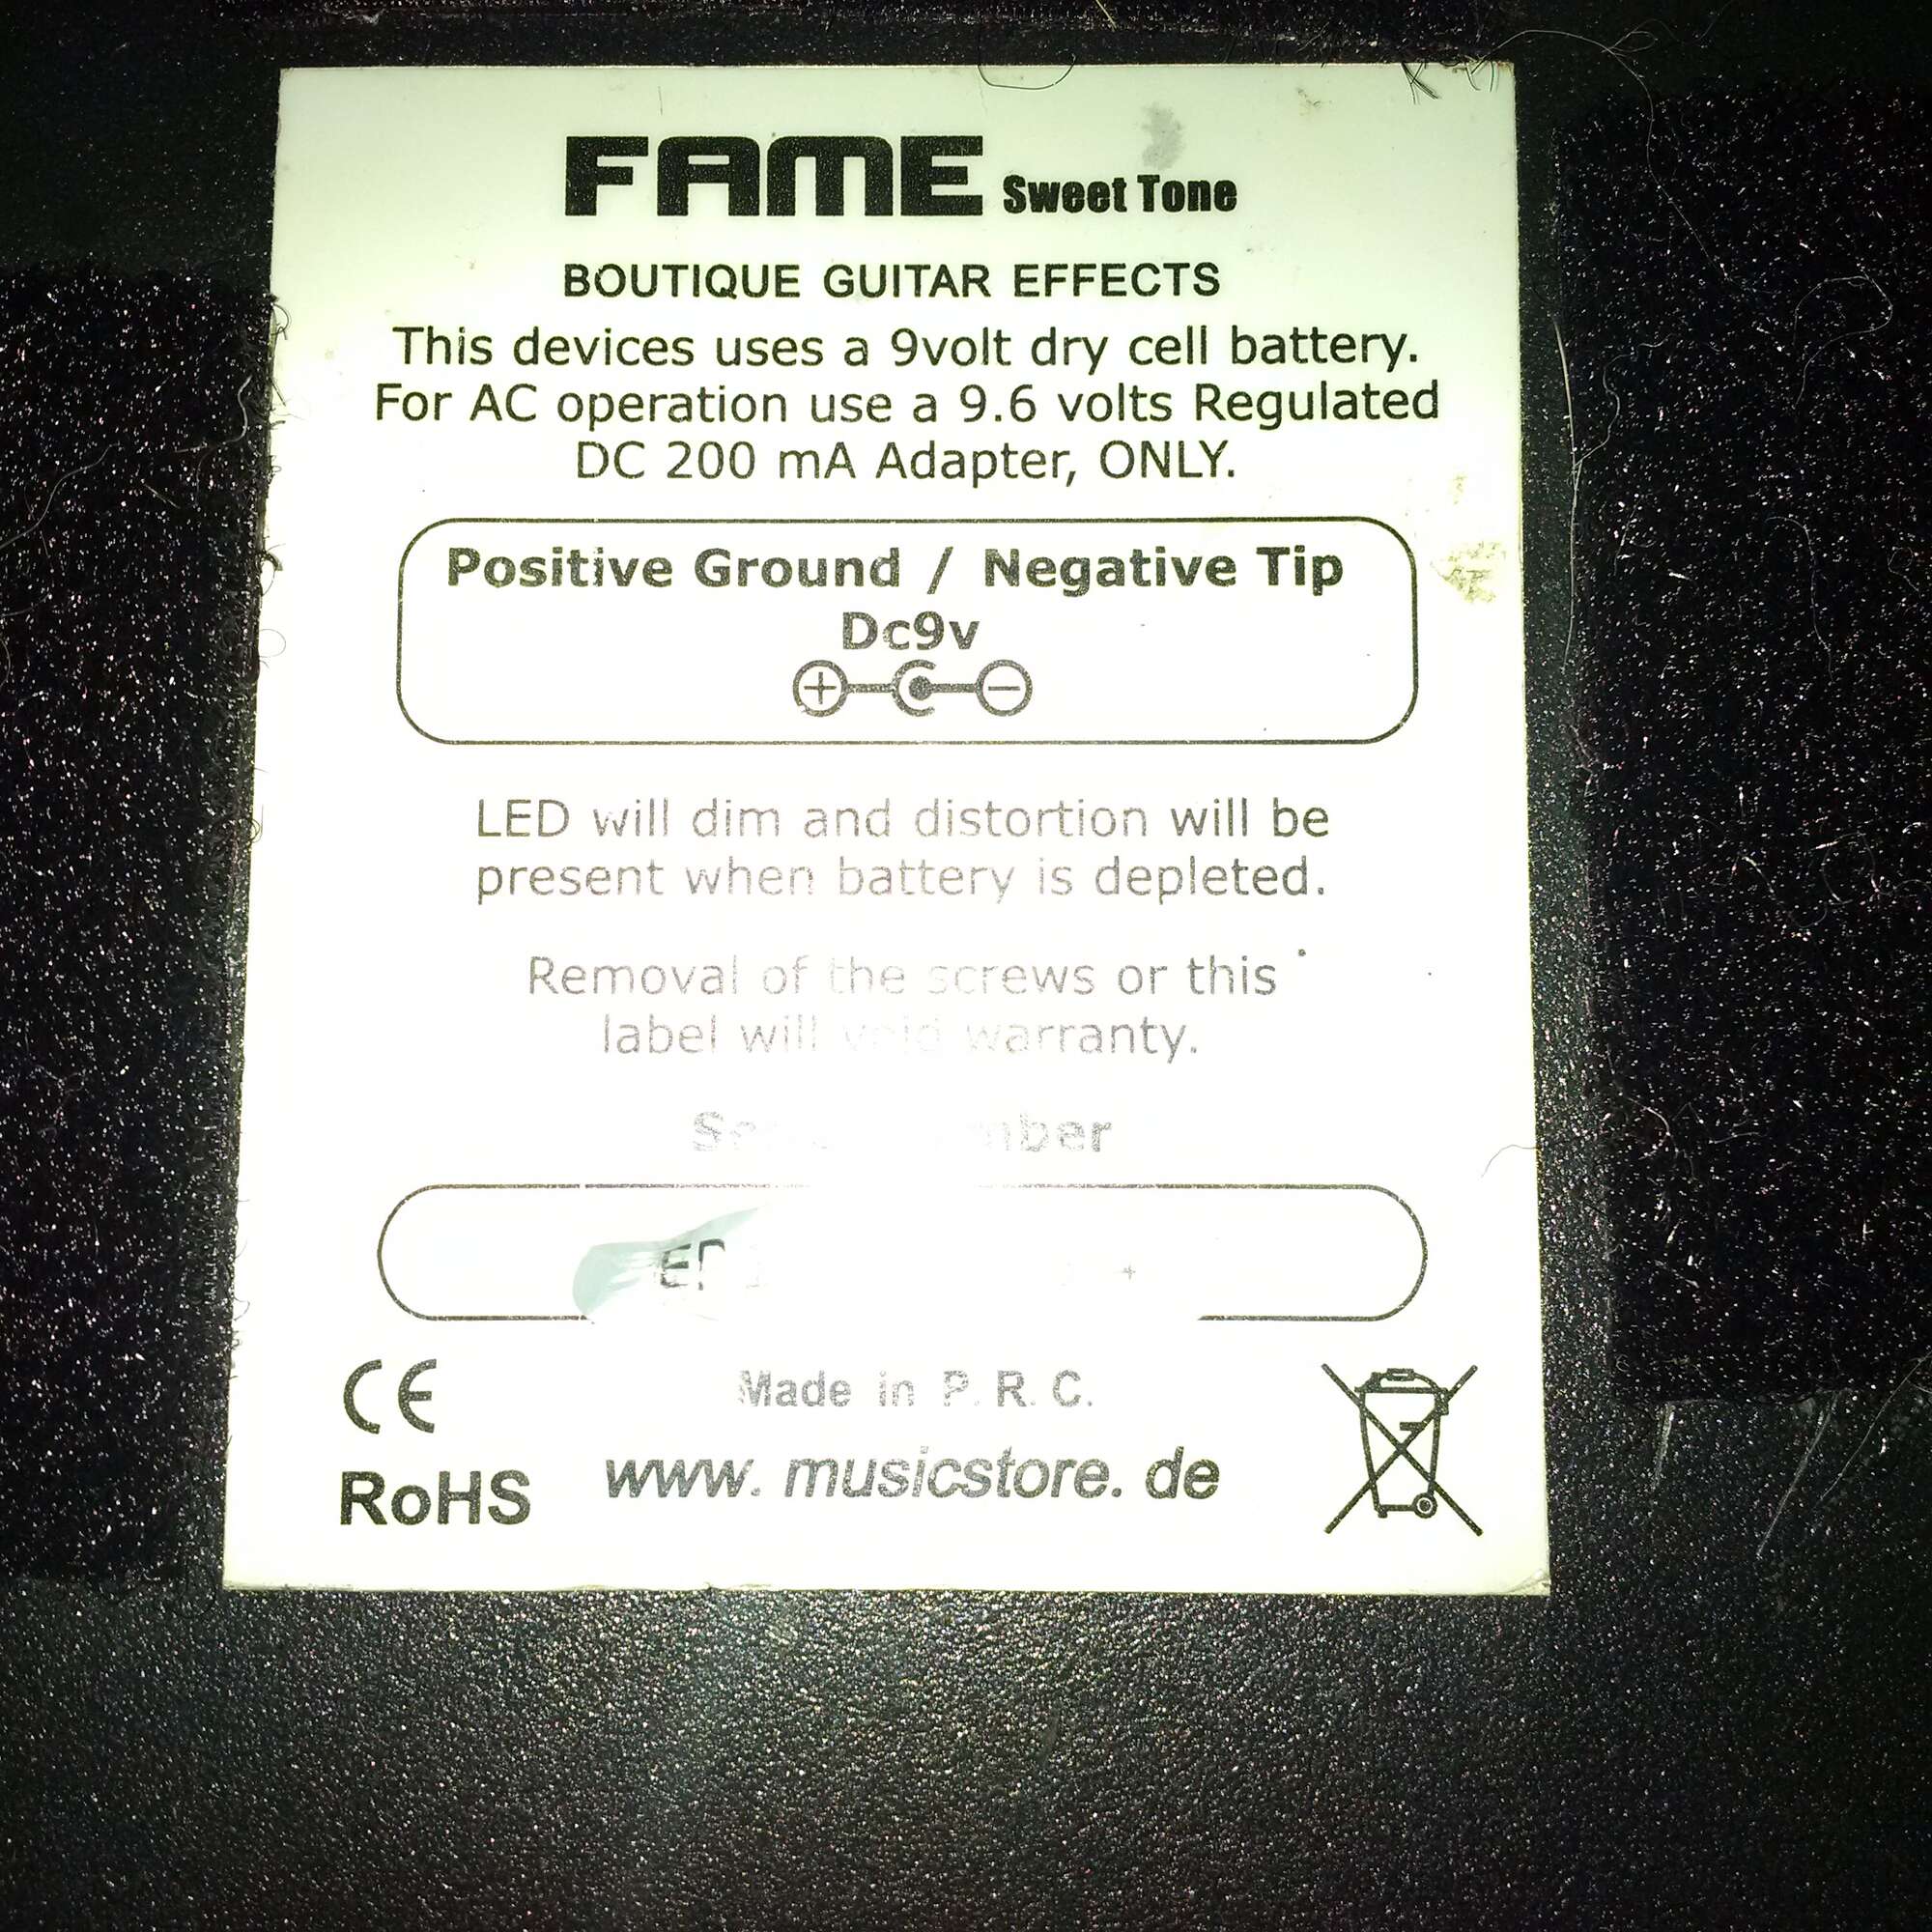 FAME Sweet Tone
BOUTIQUE GUITAR EFFECTS
This devices uses a 9volt dry cell battery.
For AC operation use a 9.6 volts Regulated
DC 200 mA Adapter, ONLY.
Positive Ground / Negative Tip
Dc9v
LED will dim and distortion will be
present when battery is depleted.
Removal of the screws or this
label will void warranty.
Made in P. R. C.
CE
www. musicstore. de
RoHS